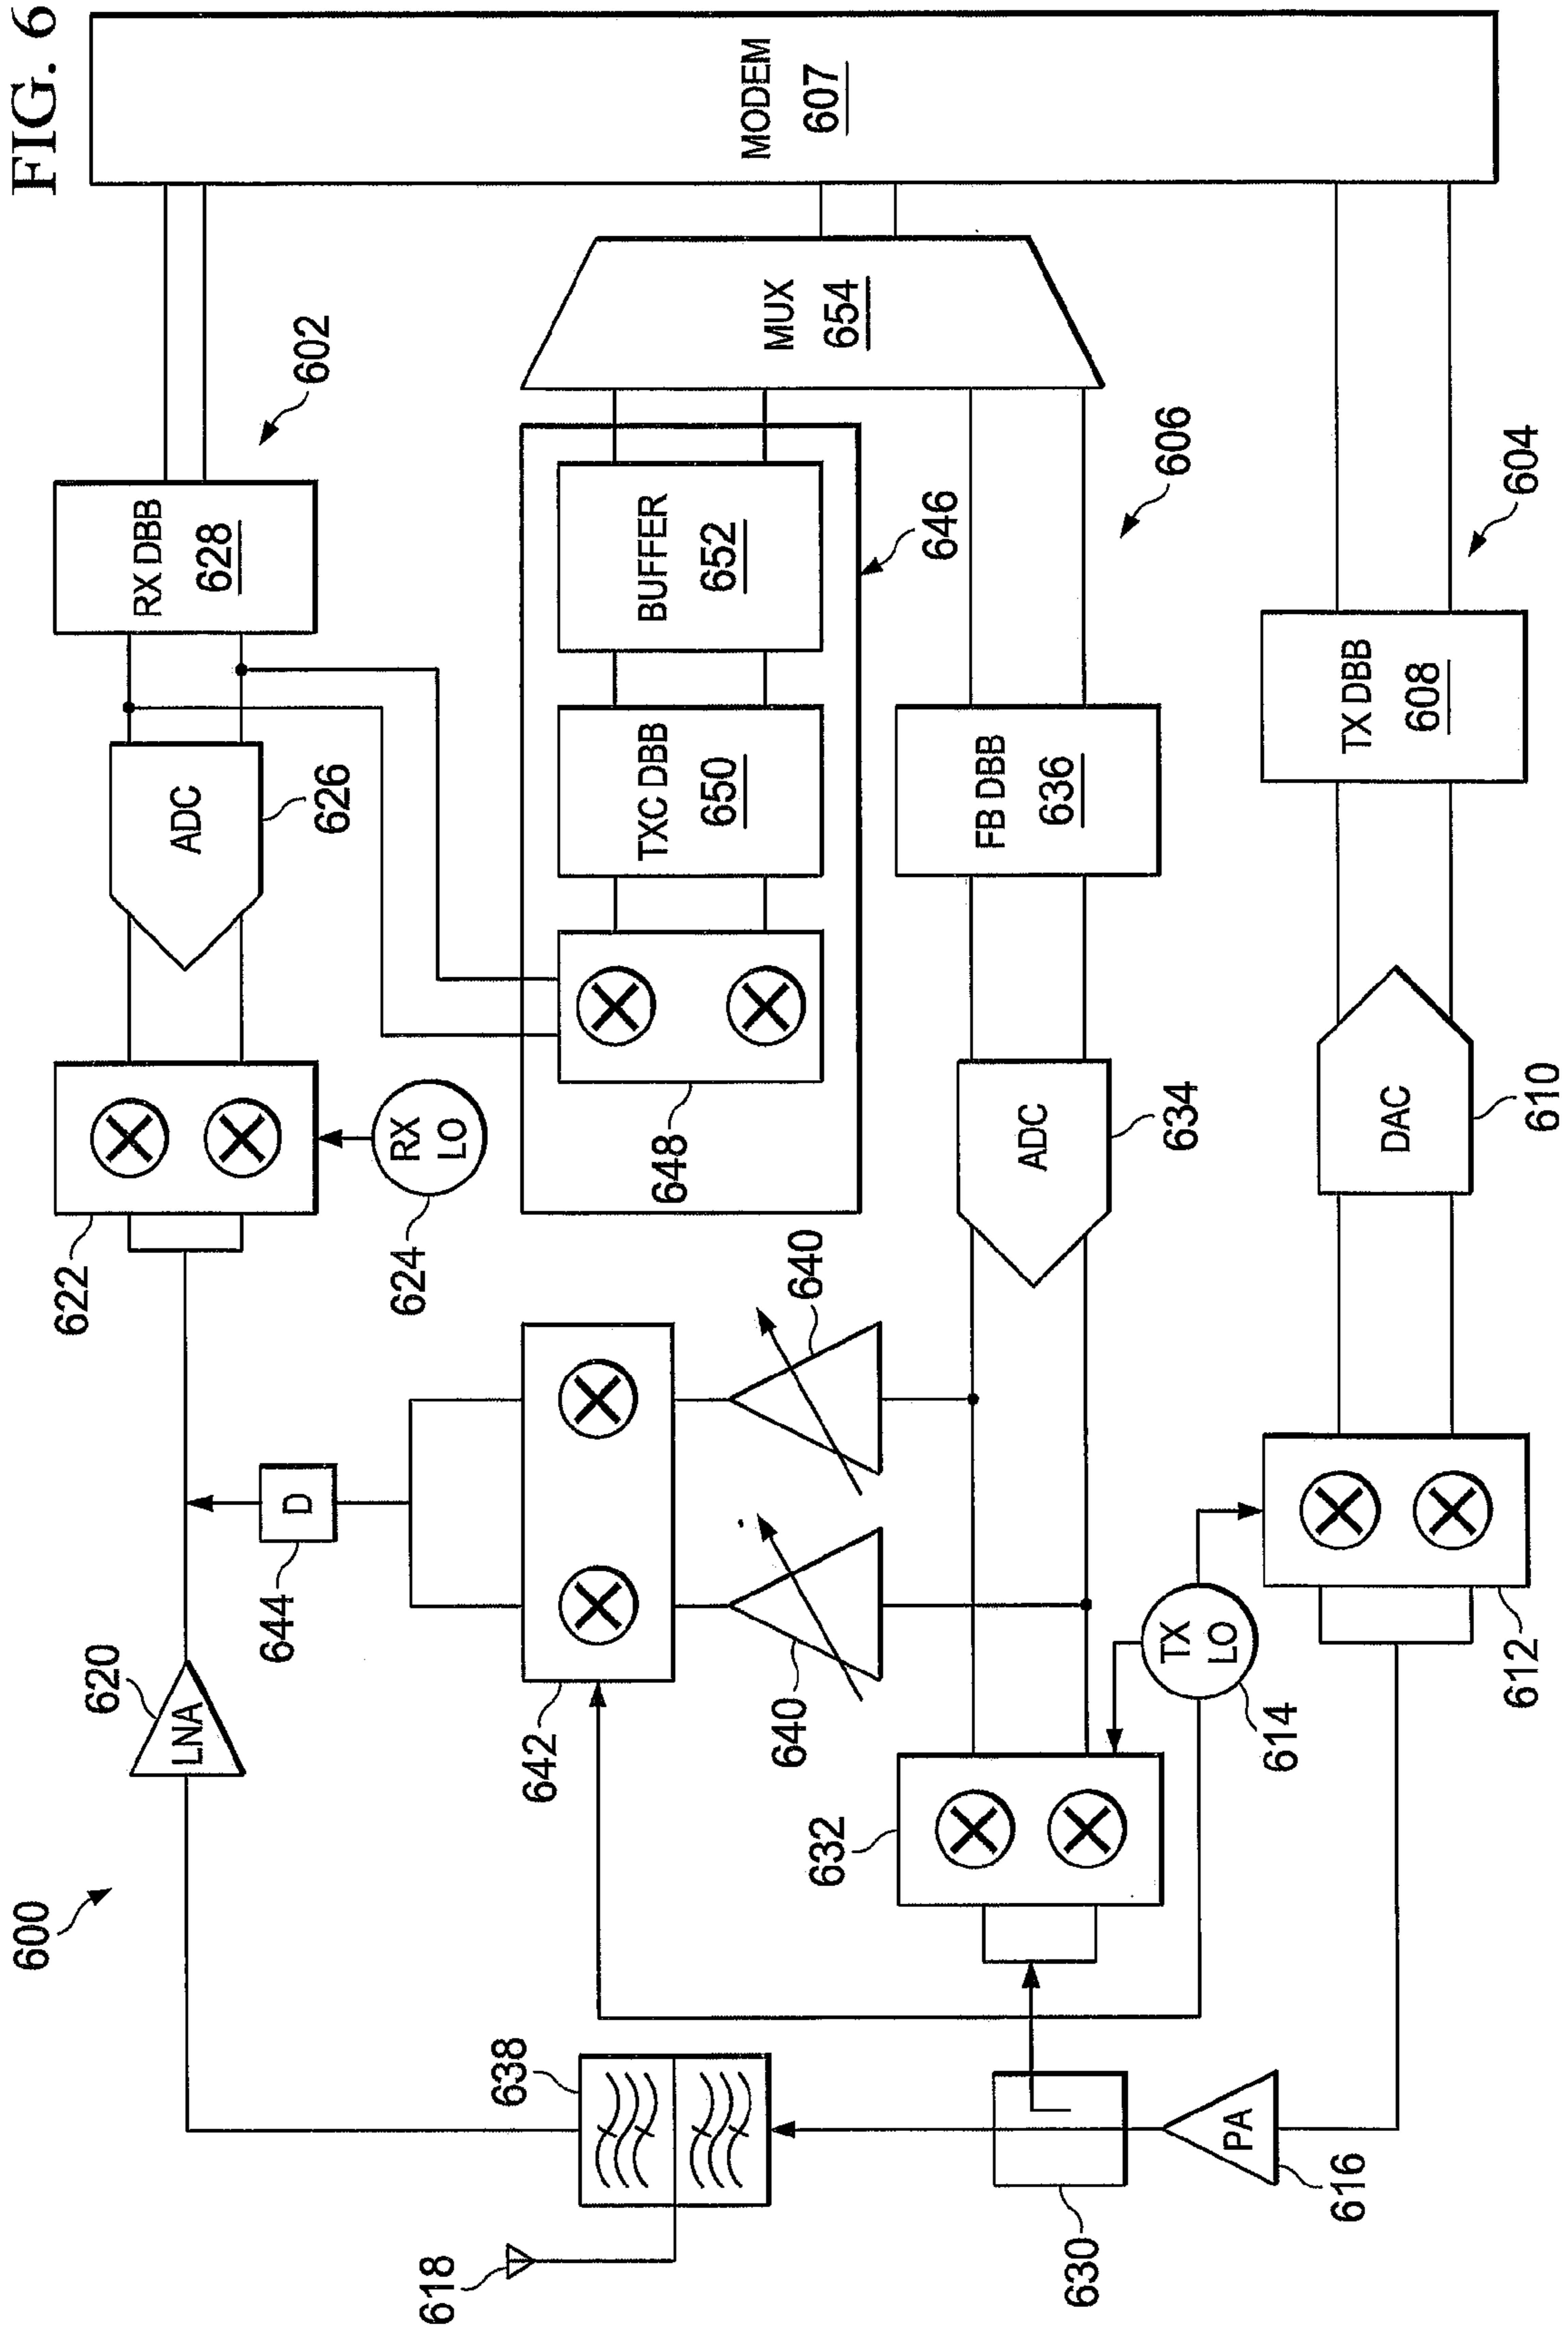 FIG. 6
MODEM
607
602
RX DBB
628
ADC
626
622
RX
LO
624
620
LNA
600
644
D
MUX
654
BUFFER
652
646
TXC DBB
650
648
640
640
642
638
618
606
FB DBB
636
ADC
634
632
TX
LO
614
630
604
TX DBB
608
DAC
610
612
PA
616